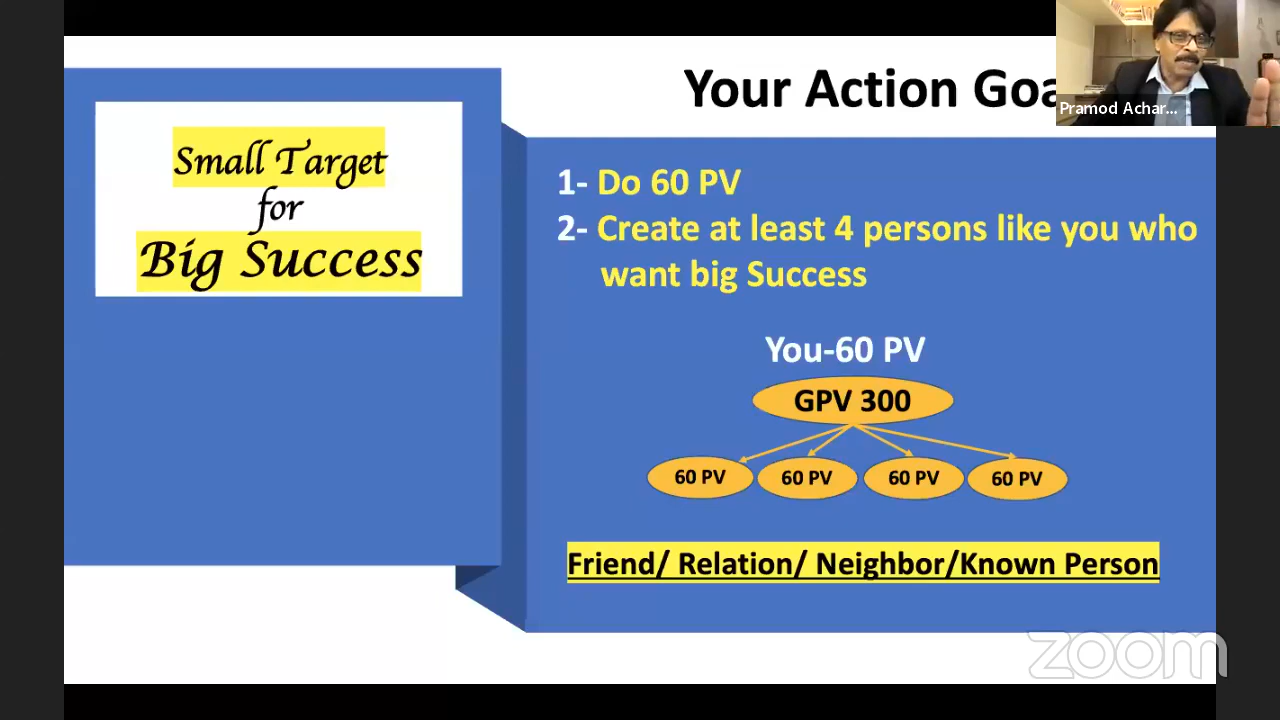 Small Target
for
Big Success
Your Action Goa
Pramod Achar...
1- Do 60 PV
2- Create at least 4 persons like you who
want big Success
You-60 PV
GPV 300
60 PV 60 PV 60 PV 60 PV
Friend/ Relation/ Neighbor/Known Person
zoom